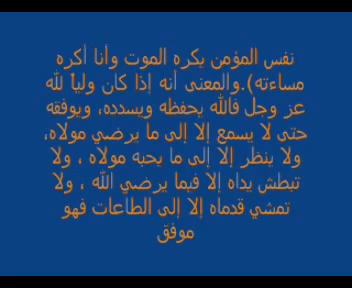 نفس المؤمن يكره الموت وأنا أكره
مساءته).والمعنى أنه إذا كان ولياً لله
عز وجل فالله يحفظه ويسدده، ويوفقه
حتى لا يسمع إلا إلى ما يرضي مولاه،
ولا ينظر إلا إلى ما يحبه مولاه ، ولا
تبطش يداه إلا فيما يرضي الله ، ولا
تمشي قدماه إلا إلى الطاعات فهو
موفق